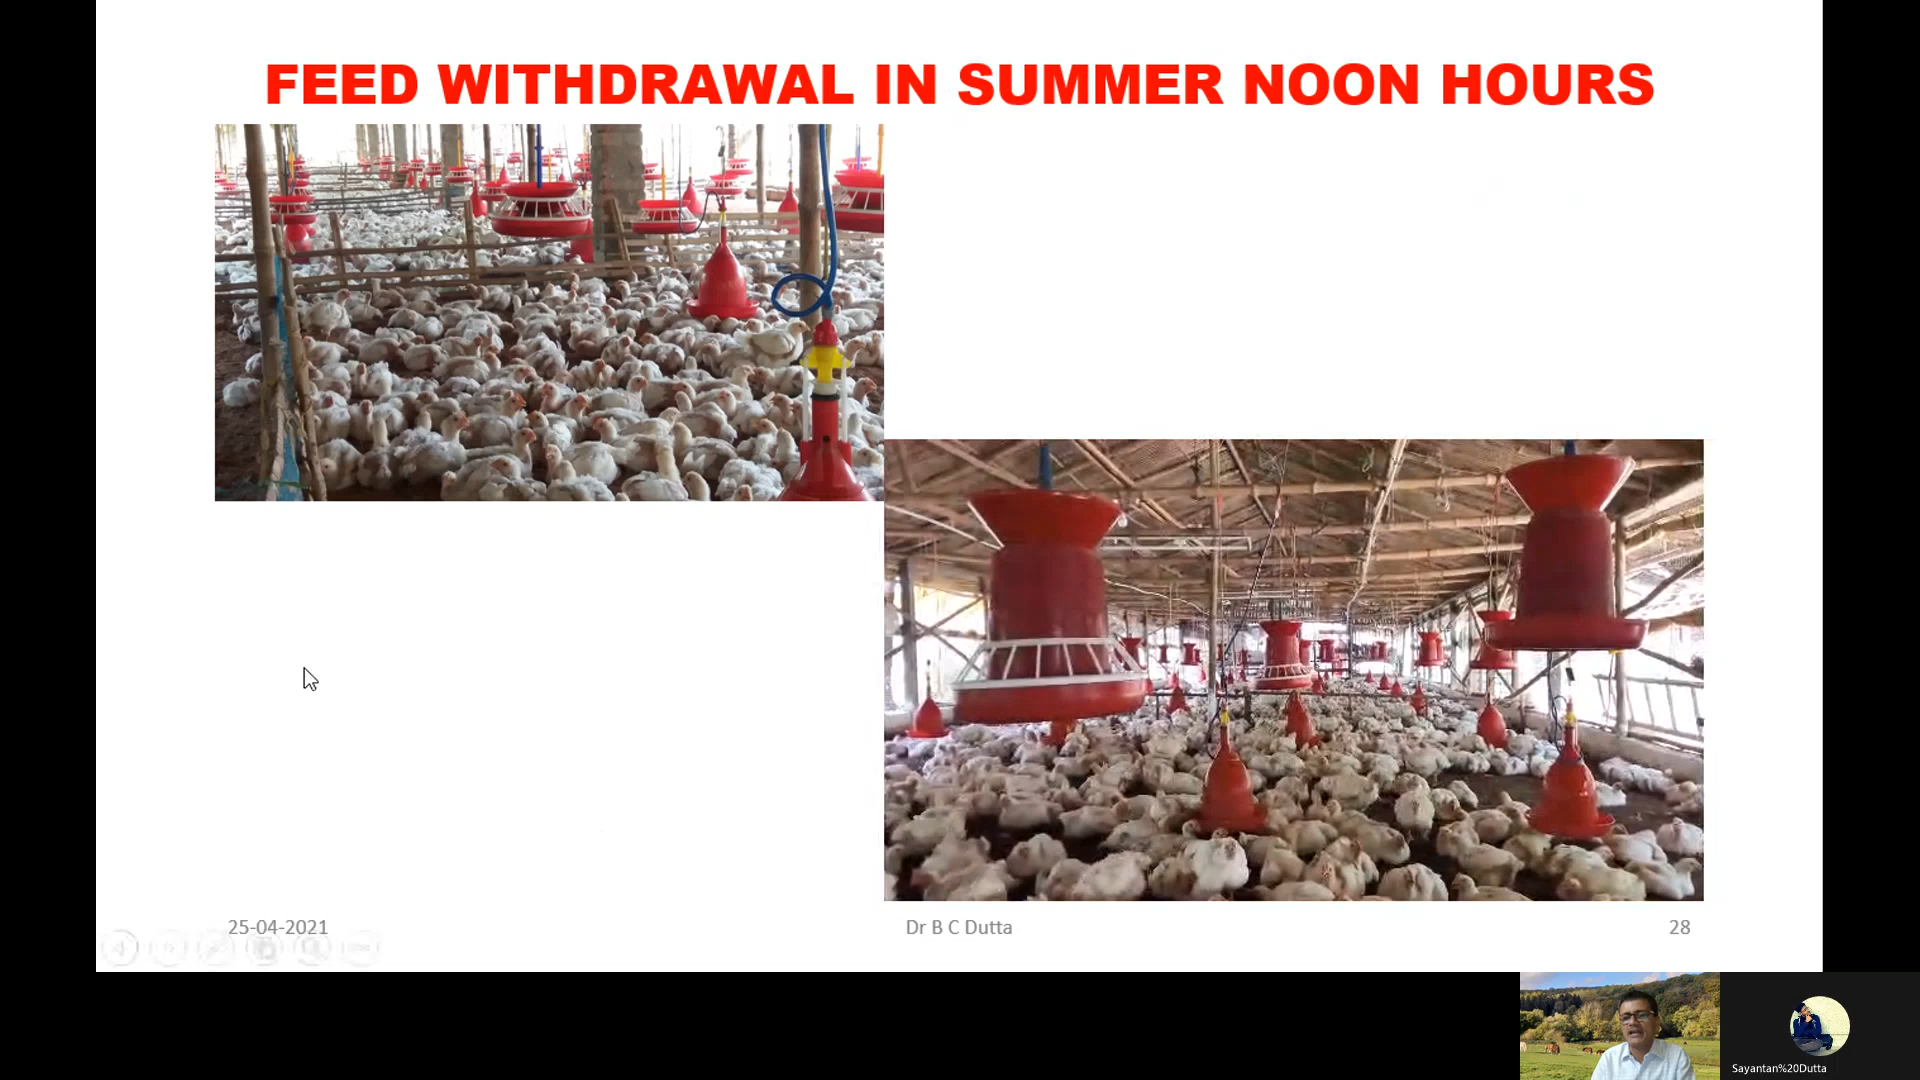 FEED WITHDRAWAL IN SUMMER NOON HOURS
25-04-2021
Dr B C Dutta
28
Sayantan%20Dutta